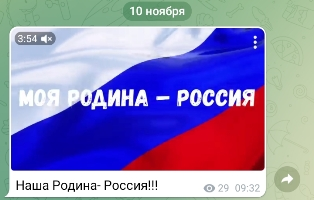 10 ноября
3:54
МОЯ РОДИНА – РОССИЯ
Наша Родина- Россия!!!
29 09:32